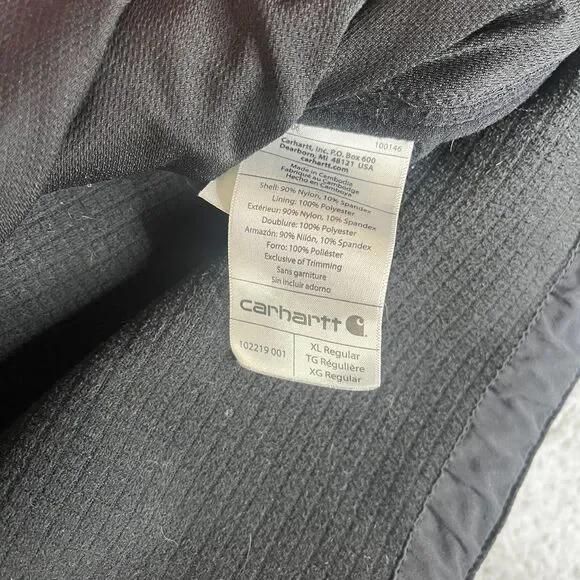 100146
Carhartt, Inc. P.O. Box 600
Dearborn, MI 48121 USA
carhartt.com
Made in Cambodia
Fabriqué au Cambodge
Hecho en Camboya
Shell: 90% Nylon, 10% Spandex
Lining: 100% Polyester
Extérieur: 90% Nylon, 10% Spandex
Doublure: 100% Polyester
Armazón: 90% Nilón, 10% Spandex
Forro: 100% Poliéster
Exclusive of Trimming
Sans garniture
Sin incluir adorno
carhartt
102219 001
XL Regular
TG Régulière
XG Regular